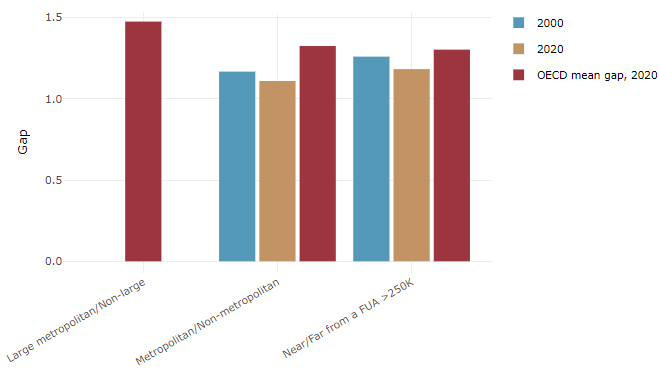 1.5
1.0
0.5
0.0
Gap
Large metropolitan/Non-large
Metropolitan/Non-metropolitan
Near/Far from a FUA >250K
2000
2020
OECD mean gap, 2020